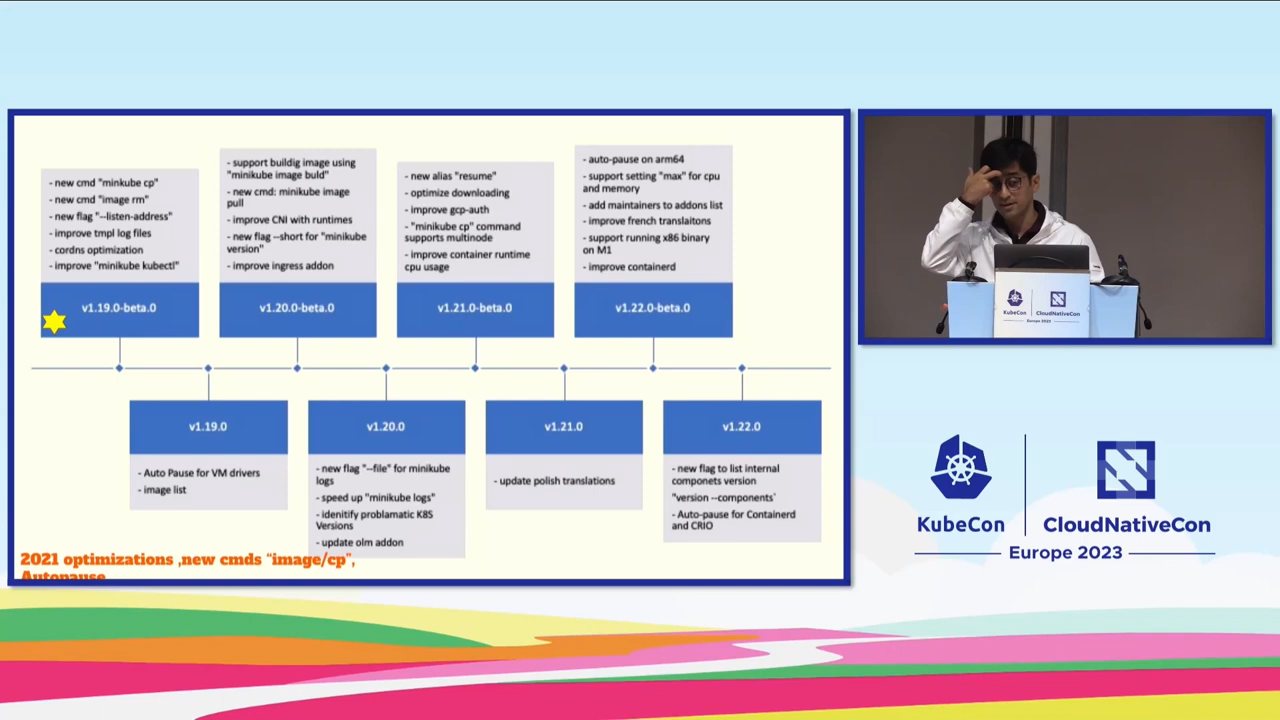 - new cmd "minkube cp"
- new cmd "image rm"
- new flag "--listen-address"
- improve tmpl log files
- cordns optimization
- improve "minikube kubectl"
v1.19.0-beta.0
- support buildig image using
"minikube image buld"
- new cmd: minikube image
pull
- improve CNI with runtimes
- new flag --short for "minikube
version"
- improve ingress addon
v1.20.0-beta.0
- new alias "resume"
- optimize downloading
- improve gcp-auth
- "minikube cp" command
supports multinode
- improve container runtime
cpu usage
v1.21.0-beta.0
- auto-pause on arm64
- support setting "max" for cpu
and memory
- add maintainers to addons list
- improve french translaitons
- support running x86 binary
on M1
- improve containerd
v1.22.0-beta.0
v1.19.0
- Auto Pause for VM drivers
- image list
v1.20.0
- new flag "--file" for minikube
logs
- speed up "minikube logs"
- idenitify problamatic K8S
Versions
- update olm addon
v1.21.0
- update polish translations
v1.22.0
- new flag to list internal
componets version
"version --components`
- Auto-pause for Containerd
and CRIO
2021 optimizations ,new cmds "image/cp",
Autopause
KubeCon
CloudNativeCon
Europe 2023
KubeCon
CloudNativeCon
Europe 2023